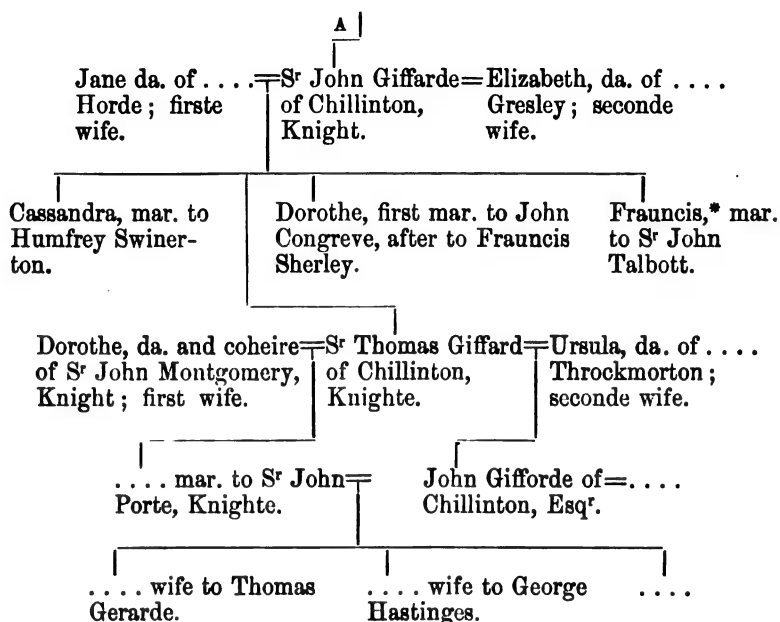 A
Jane da. of . . . . = Sʳ John Giffarde = Elizabeth, da. of . . . .
Horde ; firste
wife.
of Chillinton,
Knight.
Gresley ; seconde
wife.
Cassandra, mar. to
Humfrey Swiner-
ton.
Dorothe, first mar. to John
Congreve, after to Frauncis
Sherley.
Frauncis,* mar.
to Sʳ John
Talbott.
Dorothe, da. and coheire = Sʳ Thomas Giffard = Ursula, da. of . . . .
of Sʳ John Montgomery,
Knight ; first wife.
of Chillinton,
Knighte.
Throckmorton ;
seconde wife.
. . . . mar. to Sʳ John =
Porte, Knighte.
John Gifforde of = . . . .
Chillinton, Esqʳ.
. . . . wife to Thomas
Gerarde.
. . . . wife to George
Hastinges.
. . . .